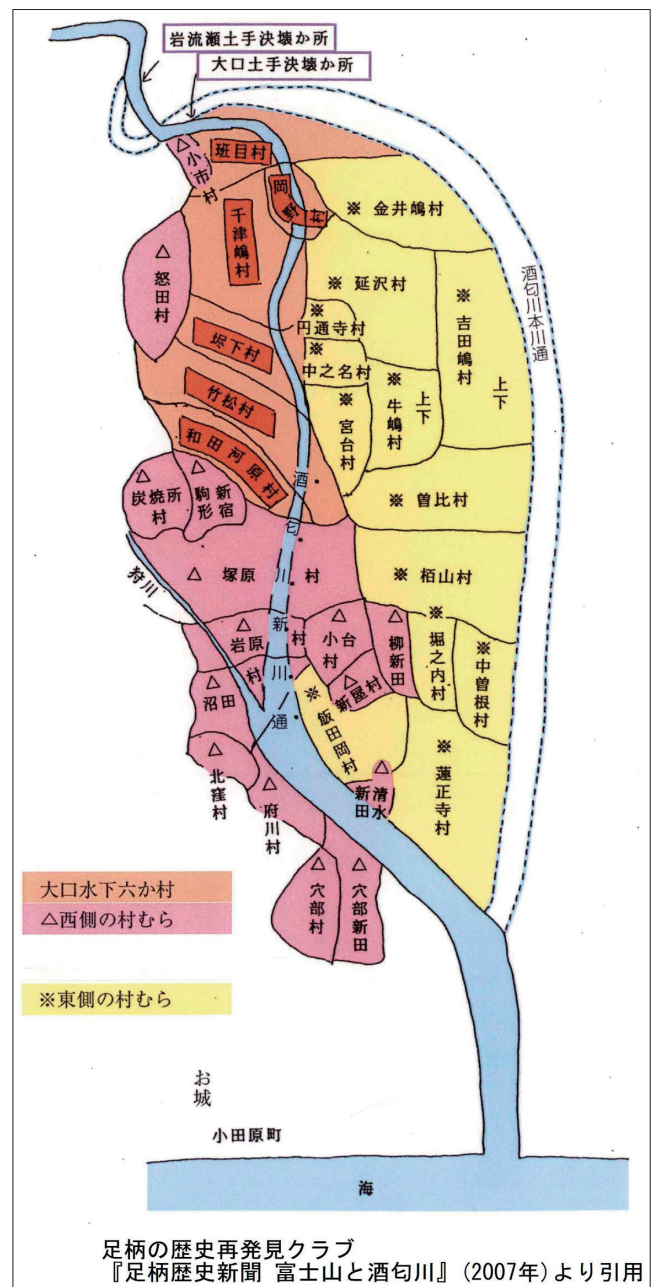 岩流瀬土手決壊か所
大口土手決壊か所
△小市村
班目村
岡野村
千津嶋村
※金井嶋村
△怒田村
※延沢村
※吉田嶋村 上下
酒匂川本川通
※円通寺村
※中之名村
※牛嶋村 上下
※宮台村
竹松村
和田河原村
△炭焼所村
△駒形新宿
※曽比村
酒匂川新川通
狩川
△塚原村
※栢山村
△岩原村
△小台村
△柳新田
※堀之内村
※中曽根村
△新屋村
△沼田村
※飯田岡村
※蓮正寺村
△清水新田
△北窪村
△府川村
△穴部村
△穴部新田
大口水下六か村
△西側の村むら
※東側の村むら
お城
小田原町
海
足柄の歴史再発見クラブ
『足柄歴史新聞 富士山と酒匂川』(2007年)より引用